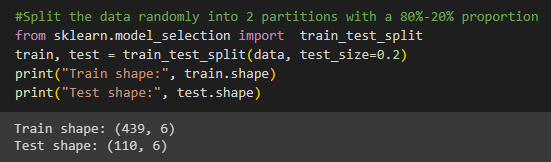 #Split the data randomly into 2 partitions with a 80%-20% proportion
from sklearn.model_selection import  train_test_split
train, test = train_test_split(data, test_size=0.2)
print("Train shape:", train.shape)
print("Test shape:", test.shape)
Train shape: (439, 6)
Test shape: (110, 6)